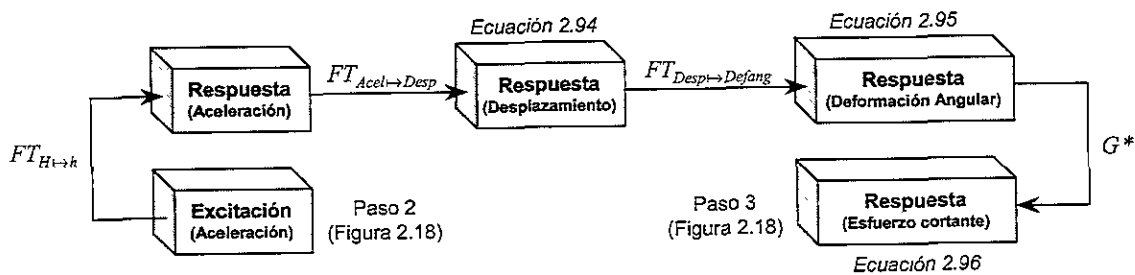 Ecuación 2.94
Ecuación 2.95
Respuesta
(Aceleración)
FT_{Acel↦Desp}
Respuesta
(Desplazamiento)
FT_{Desp↦Defang}
Respuesta
(Deformación Angular)
FT_{H↦h}
G*
Excitación
(Aceleración)
Paso 2
(Figura 2.18)
Paso 3
(Figura 2.18)
Respuesta
(Esfuerzo cortante)
Ecuación 2.96